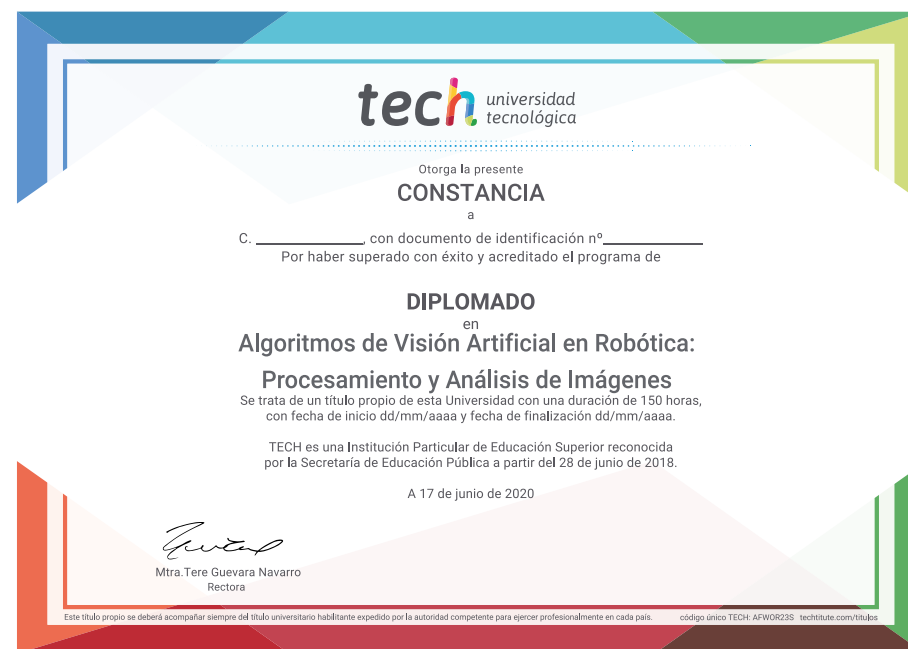 tech universidad
tecnológica
Otorga la presente
CONSTANCIA
a
C. ____________, con documento de identificación nº____________
Por haber superado con éxito y acreditado el programa de
DIPLOMADO
en
Algoritmos de Visión Artificial en Robótica:
Procesamiento y Análisis de Imágenes
Se trata de un título propio de esta Universidad con una duración de 150 horas,
con fecha de inicio dd/mm/aaaa y fecha de finalización dd/mm/aaaa.
TECH es una Institución Particular de Educación Superior reconocida
por la Secretaría de Educación Pública a partir del 28 de junio de 2018.
A 17 de junio de 2020
Mtra.Tere Guevara Navarro
Rectora
Este título propio se deberá acompañar siempre del título universitario habilitante expedido por la autoridad competente para ejercer profesionalmente en cada país. código único TECH: AFWOR23S techtitute.com/titulos